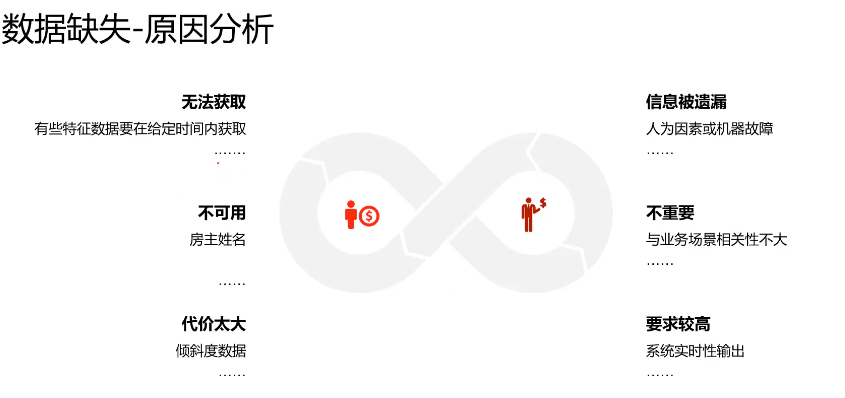 数据缺失-原因分析
无法获取
有些特征数据要在给定时间内获取
……
不可用
房主姓名
……
代价太大
倾斜度数据
……
信息被遗漏
人为因素或机器故障
……
不重要
与业务场景相关性不大
……
要求较高
系统实时性输出
……
$
$